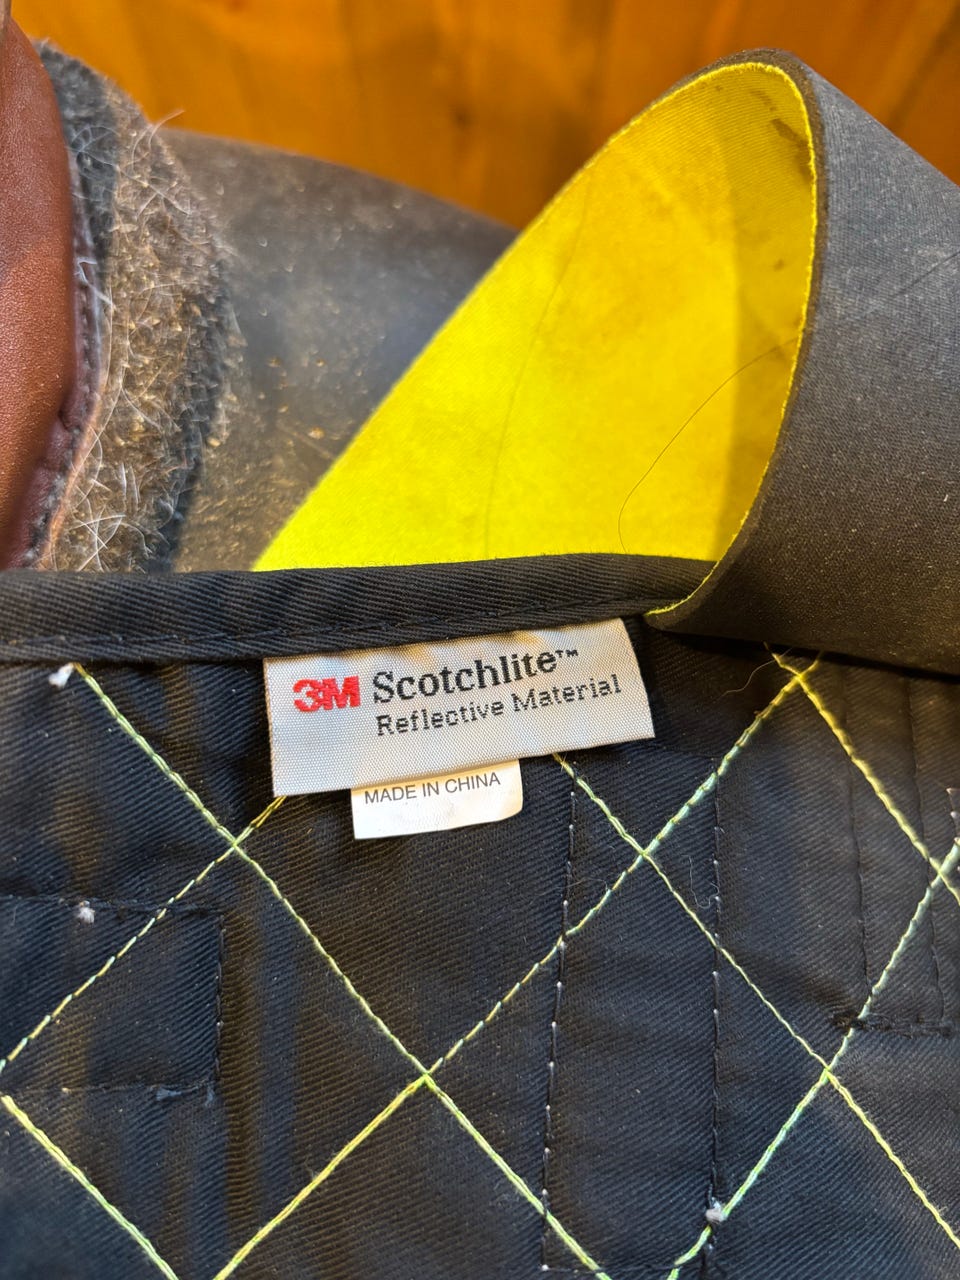 3M Scotchlite™
Reflective Material
MADE IN CHINA